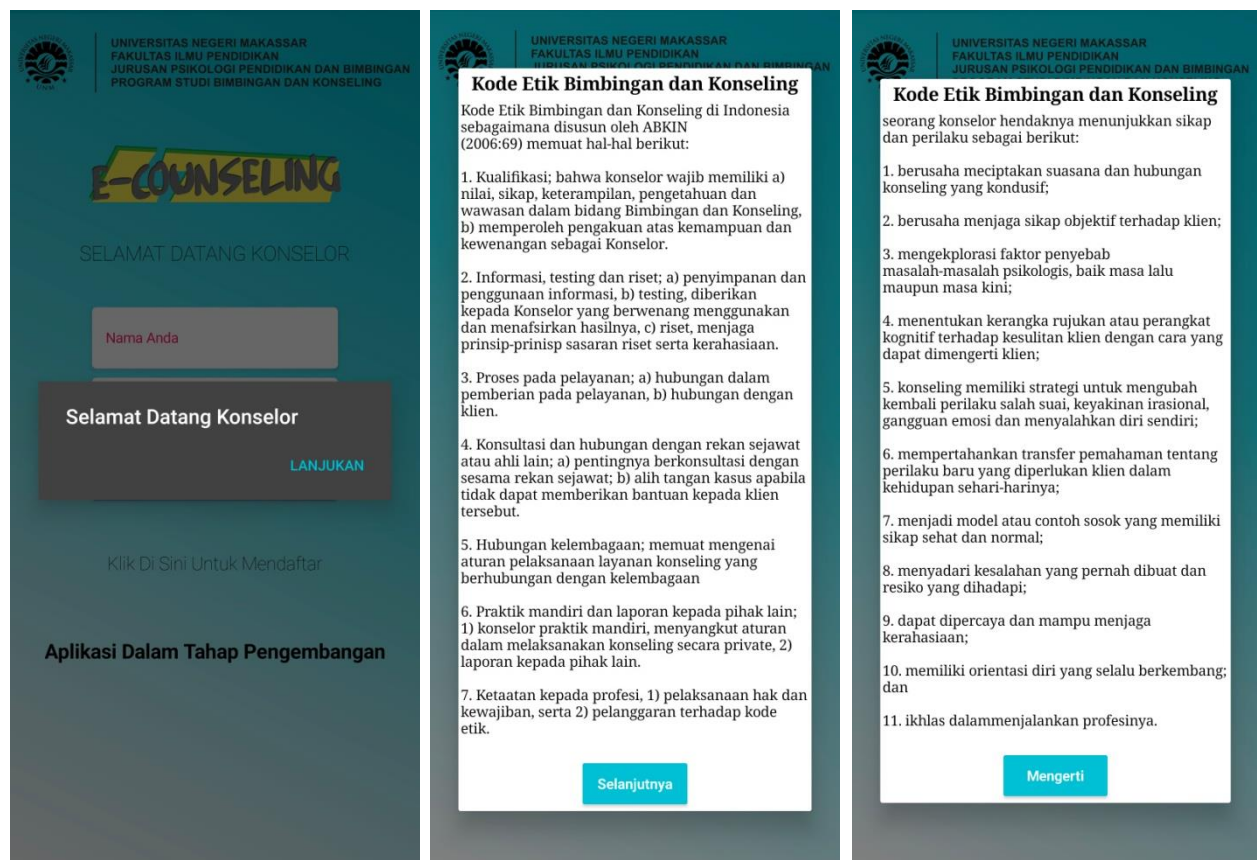 UNIVERSITAS NEGERI MAKASSAR
FAKULTAS ILMU PENDIDIKAN
JURUSAN PSIKOLOGI PENDIDIKAN DAN BIMBINGAN
PROGRAM STUDI BIMBINGAN DAN KONSELING
E-COUNSELING
SELAMAT DATANG KONSELOR
Nama Anda
Selamat Datang Konselor
LANJUKAN
Klik Di Sini Untuk Mendaftar
Aplikasi Dalam Tahap Pengembangan
UNIVERSITAS NEGERI MAKASSAR
FAKULTAS ILMU PENDIDIKAN
JURUSAN PSIKOLOGI PENDIDIKAN DAN BIMBINGAN
Kode Etik Bimbingan dan Konseling
Kode Etik Bimbingan dan Konseling di Indonesia
sebagaimana disusun oleh ABKIN
(2006:69) memuat hal-hal berikut:
1. Kualifikasi; bahwa konselor wajib memiliki a)
nilai, sikap, keterampilan, pengetahuan dan
wawasan dalam bidang Bimbingan dan Konseling,
b) memperoleh pengakuan atas kemampuan dan
kewenangan sebagai Konselor.
2. Informasi, testing dan riset; a) penyimpanan dan
penggunaan informasi, b) testing, diberikan
kepada Konselor yang berwenang menggunakan
dan menafsirkan hasilnya, c) riset, menjaga
prinsip-prinisp sasaran riset serta kerahasiaan.
3. Proses pada pelayanan; a) hubungan dalam
pemberian pada pelayanan, b) hubungan dengan
klien.
4. Konsultasi dan hubungan dengan rekan sejawat
atau ahli lain; a) pentingnya berkonsultasi dengan
sesama rekan sejawat; b) alih tangan kasus apabila
tidak dapat memberikan bantuan kepada klien
tersebut.
5. Hubungan kelembagaan; memuat mengenai
aturan pelaksanaan layanan konseling yang
berhubungan dengan kelembagaan
6. Praktik mandiri dan laporan kepada pihak lain;
1) konselor praktik mandiri, menyangkut aturan
dalam melaksanakan konseling secara private, 2)
laporan kepada pihak lain.
7. Ketaatan kepada profesi, 1) pelaksanaan hak dan
kewajiban, serta 2) pelanggaran terhadap kode
etik.
Selanjutnya
UNIVERSITAS NEGERI MAKASSAR
FAKULTAS ILMU PENDIDIKAN
JURUSAN PSIKOLOGI PENDIDIKAN DAN BIMBINGAN
Kode Etik Bimbingan dan Konseling
seorang konselor hendaknya menunjukkan sikap
dan perilaku sebagai berikut:
1. berusaha meciptakan suasana dan hubungan
konseling yang kondusif;
2. berusaha menjaga sikap objektif terhadap klien;
3. mengekplorasi faktor penyebab
masalah-masalah psikologis, baik masa lalu
maupun masa kini;
4. menentukan kerangka rujukan atau perangkat
kognitif terhadap kesulitan klien dengan cara yang
dapat dimengerti klien;
5. konseling memiliki strategi untuk mengubah
kembali perilaku salah suai, keyakinan irasional,
gangguan emosi dan menyalahkan diri sendiri;
6. mempertahankan transfer pemahaman tentang
perilaku baru yang diperlukan klien dalam
kehidupan sehari-harinya;
7. menjadi model atau contoh sosok yang memiliki
sikap sehat dan normal;
8. menyadari kesalahan yang pernah dibuat dan
resiko yang dihadapi;
9. dapat dipercaya dan mampu menjaga
kerahasiaan;
10. memiliki orientasi diri yang selalu berkembang;
dan
11. ikhlas dalammenjalankan profesinya.
Mengerti